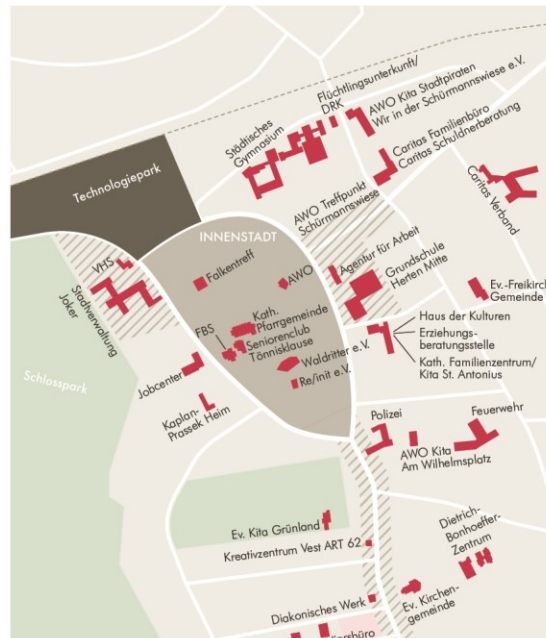 Flüchtlingsunterkunft/
DRK
AWO Kita Stadtpiraten
Wir in der Schürmannswiese e.V.
Städtisches
Gymnasium
Caritas Familienbüro
Caritas Schuldnerberatung
Technologiepark
AWO Treffpunkt
Schürmannswiese
Caritas Verband
INNENSTADT
VHS
Falkentreff
AWO
Agentur für Arbeit
Grundschule
Herten Mitte
Stadtverwaltung
Joker
Ev.-Freikirchl.
Gemeinde
Kath.
Pfarrgemeinde
FBS
Seniorenclub
Tönnisklause
Haus der Kulturen
Erziehungs-
beratungsstelle
Kath. Familienzentrum/
Kita St. Antonius
Waldritter e.V.
Schlosspark
Jobcenter
Re/init e.V.
Kaplan-
Prassek Heim
Polizei
Feuerwehr
AWO Kita
Am Wilhelmsplatz
Ev. Kita Grünland
Kreativzentrum Vest ART 62
Dietrich-
Bonhoeffer-
Zentrum
Diakonisches Werk
Ev. Kirchen-
gemeinde